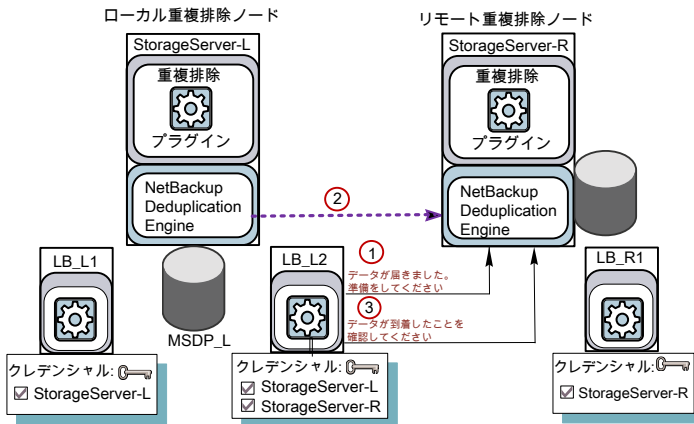 ローカル重複排除ノード
リモート重複排除ノード
StorageServer-L
StorageServer-R
重複排除
プラグイン
重複排除
プラグイン
NetBackup
Deduplication
Engine
②
NetBackup
Deduplication
Engine
LB_L1
MSDP_L
LB_L2
①
データが届きました。
準備をしてください
③
データが到着したことを
確認してください
LB_R1
クレデンシャル:
StorageServer-L
クレデンシャル:
StorageServer-L
StorageServer-R
クレデンシャル:
StorageServer-R